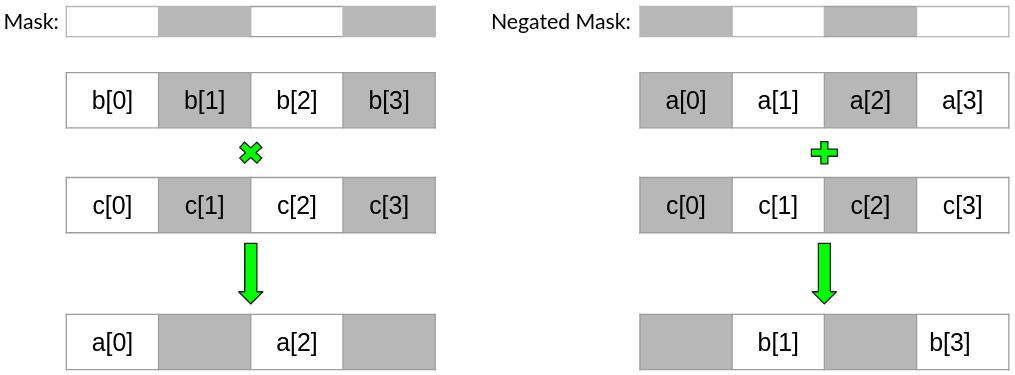 Mask:
b[0] b[1] b[2] b[3]
c[0] c[1] c[2] c[3]
a[0] a[2]
Negated Mask:
a[0] a[1] a[2] a[3]
c[0] c[1] c[2] c[3]
b[1] b[3]